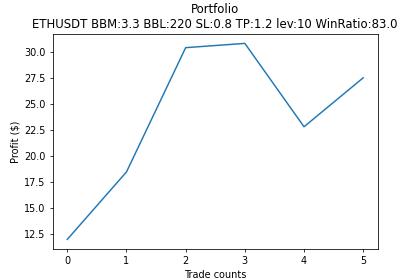 Portfolio
ETHUSDT BBM:3.3 BBL:220 SL:0.8 TP:1.2 lev:10 WinRatio:83.0
30.0
27.5
25.0
22.5
20.0
17.5
15.0
12.5
Profit ($)
0 1 2 3 4 5
Trade counts